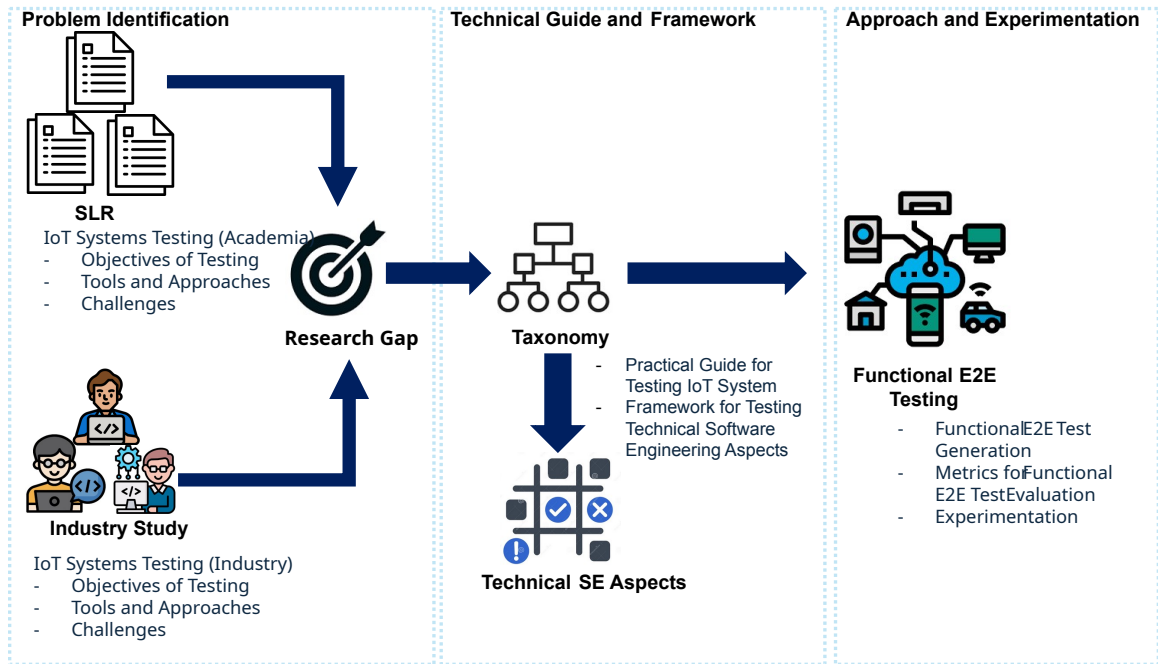 Problem Identification
SLR
IoT Systems Testing (Academia)
- Objectives of Testing
- Tools and Approaches
- Challenges
Research Gap
Industry Study
IoT Systems Testing (Industry)
- Objectives of Testing
- Tools and Approaches
- Challenges
Technical Guide and Framework
Taxonomy
- Practical Guide for
Testing IoT System
- Framework for Testing
Technical Software
Engineering Aspects
Technical SE Aspects
Approach and Experimentation
Functional E2E
Testing
- FunctionalE2E Test
Generation
- Metrics forFunctional
E2E TestEvaluation
- Experimentation